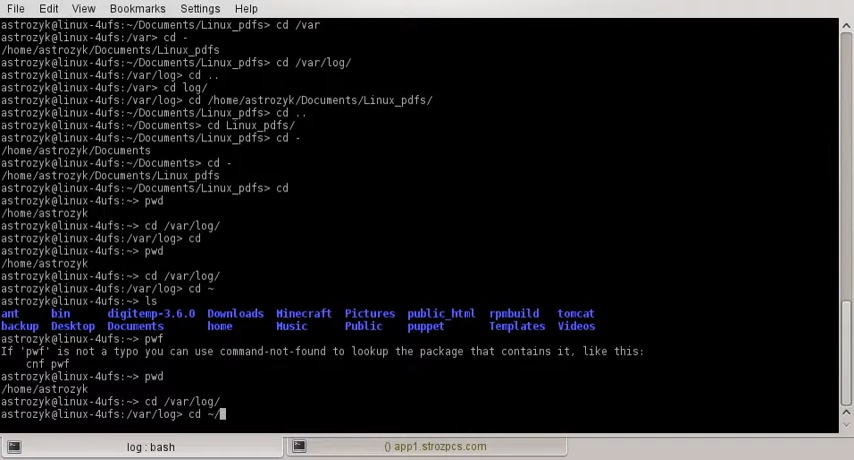 File Edit View Bookmarks Settings Help
astrozyk@linux-4ufs:~/Documents/Linux_pdfs> cd /var
astrozyk@linux-4ufs:/var> cd -
/home/astrozyk/Documents/Linux_pdfs
astrozyk@linux-4ufs:~/Documents/Linux_pdfs> cd /var/log/
astrozyk@linux-4ufs:/var/log> cd ..
astrozyk@linux-4ufs:/var> cd log/
astrozyk@linux-4ufs:/var/log> cd /home/astrozyk/Documents/Linux_pdfs/
astrozyk@linux-4ufs:~/Documents/Linux_pdfs> cd ..
astrozyk@linux-4ufs:~/Documents> cd Linux_pdfs/
astrozyk@linux-4ufs:~/Documents/Linux_pdfs> cd -
/home/astrozyk/Documents
astrozyk@linux-4ufs:~/Documents> cd -
/home/astrozyk/Documents/Linux_pdfs
astrozyk@linux-4ufs:~/Documents/Linux_pdfs> cd
astrozyk@linux-4ufs:~> pwd
/home/astrozyk
astrozyk@linux-4ufs:~> cd /var/log/
astrozyk@linux-4ufs:/var/log> cd
astrozyk@linux-4ufs:~> pwd
/home/astrozyk
astrozyk@linux-4ufs:~> cd /var/log/
astrozyk@linux-4ufs:/var/log> cd ~
astrozyk@linux-4ufs:~> ls
ant bin digitemp-3.6.0 Downloads Minecraft Pictures public_html rpmbuild tomcat
backup Desktop Documents home Music Public puppet Templates Videos
astrozyk@linux-4ufs:~> pwf
If 'pwf' is not a typo you can use command-not-found to lookup the package that contains it, like this:
cnf pwf
astrozyk@linux-4ufs:~> pwd
/home/astrozyk
astrozyk@linux-4ufs:~> cd /var/log/
astrozyk@linux-4ufs:/var/log> cd ~/
log : bash
() app1.strozpcs.com